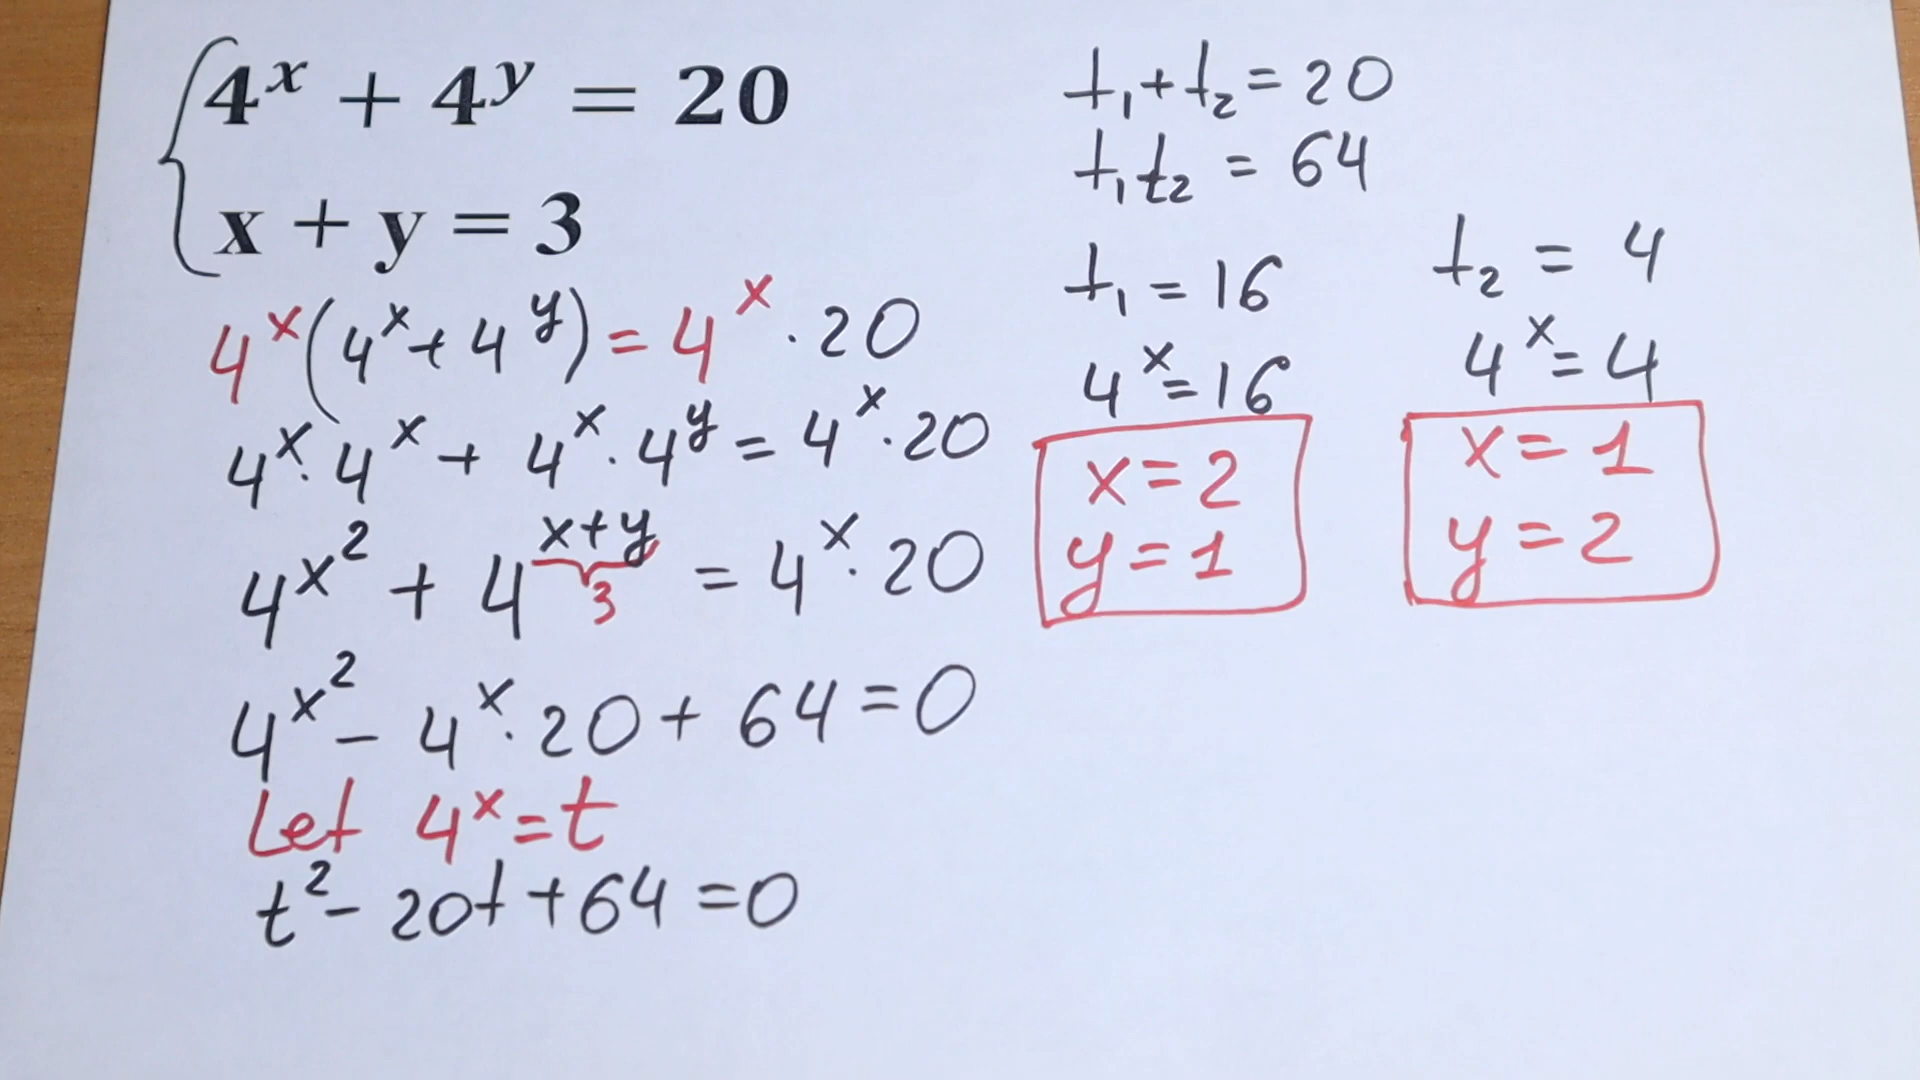 4^x + 4^y = 20
x + y = 3
4^x(4^x + 4^y) = 4^x · 20
4^x · 4^x + 4^x · 4^y = 4^x · 20
4^x^2 + 4^x+y = 4^x · 20
3
4^x^2 - 4^x · 20 + 64 = 0
Let 4^x = t
t^2 - 20t + 64 = 0
t₁ + t₂ = 20
t₁t₂ = 64
t₁ = 16
4^x = 16
x = 2
y = 1
t₂ = 4
4^x = 4
x = 1
y = 2